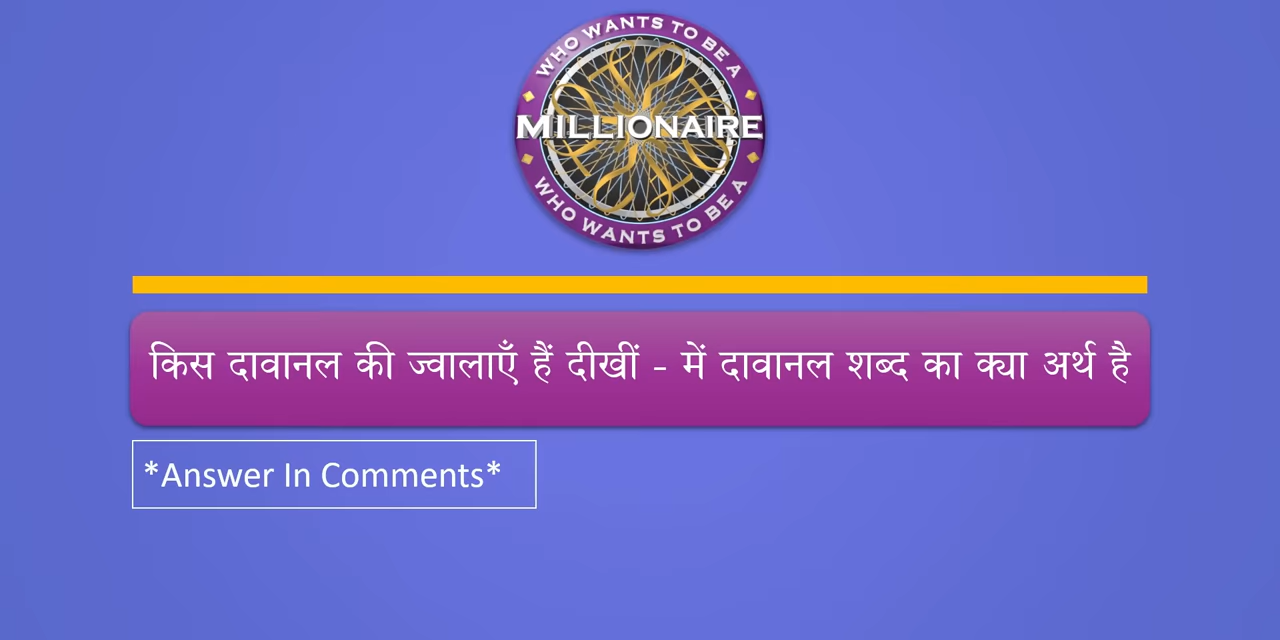 WHO WANTS TO BE A
MILLIONAIRE
WHO WANTS TO BE A
किस दावानल की ज्वालाएँ हैं दीखीं - में दावानल शब्द का क्या अर्थ है
*Answer In Comments*